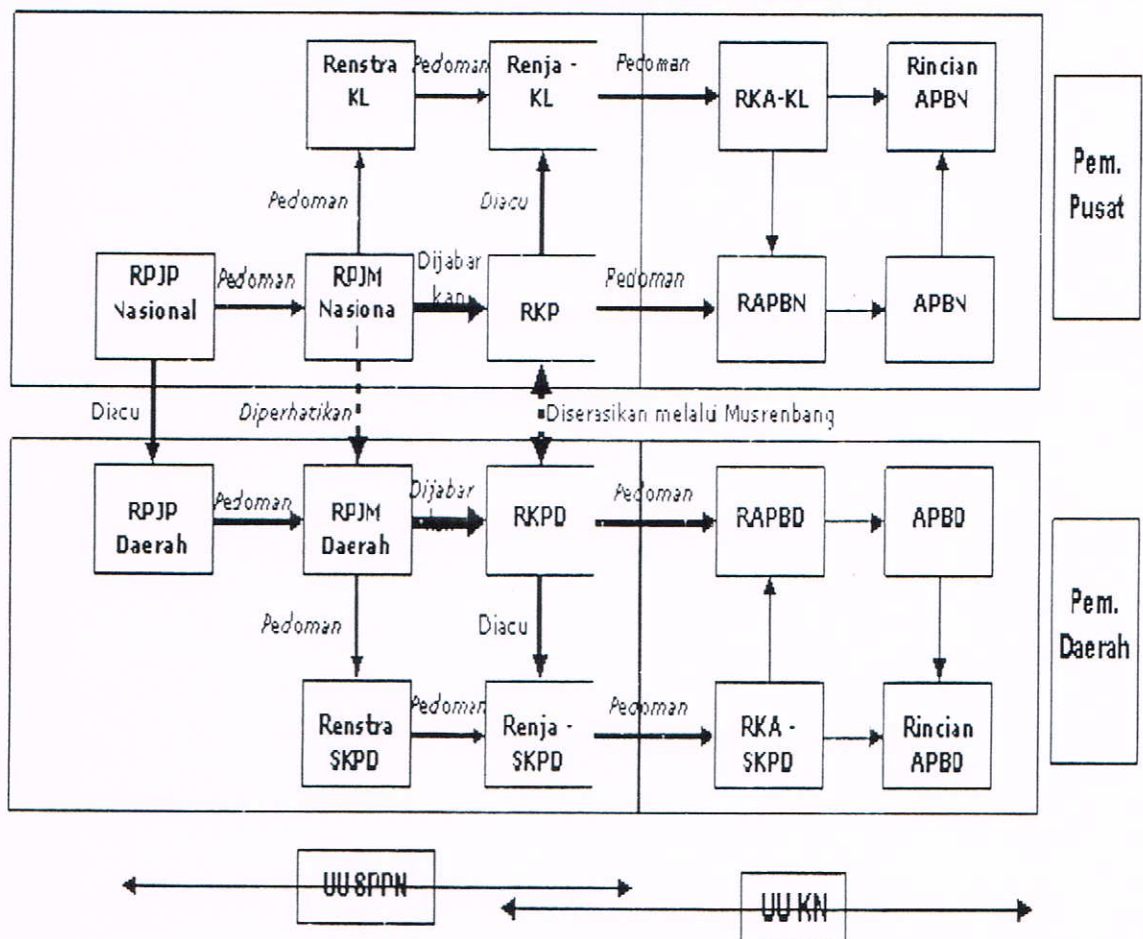 Renstra
KL
Pedoman
Renja -
KL
Pedoman
RKA-KL
Rincian
APBN
Pem.
Pusat
Pedoman
Diacu
RPJP
Nasional
Pedoman
RPJM
Nasiona
Dijabar
kan
RKP
Pedoman
RAPBN
APBN
Diacu
Diperhatikan
Diserasikan melalui Musrenbang
RPJP
Daerah
Pedoman
RPJM
Daerah
Dijabar
RKPD
Pedoman
RAPBD
APBD
Pem.
Daerah
Pedoman
Diacu
Renstra
SKPD
Pedoman
Renja -
SKPD
Pedoman
RKA -
SKPD
Rincian
APBD
UU SPPN
UU KN